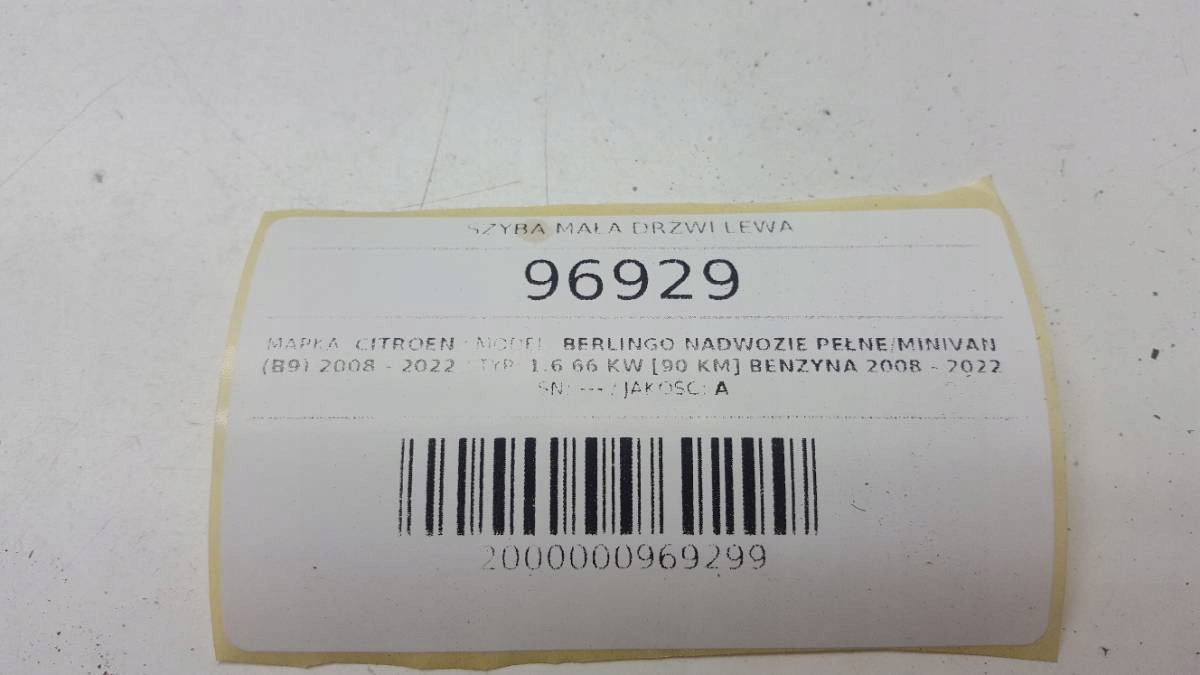 SZYBA MAŁA DRZWI LEWA
96929
MARKA: CITROEN / MODEL: BERLINGO NADWOZIE PEŁNE/MINIVAN
(B9) 2008 - 2022 / TYP: 1.6 66 KW [90 KM] BENZYNA 2008 - 2022
SN: --- / JAKOŚĆ: A
2000000969299